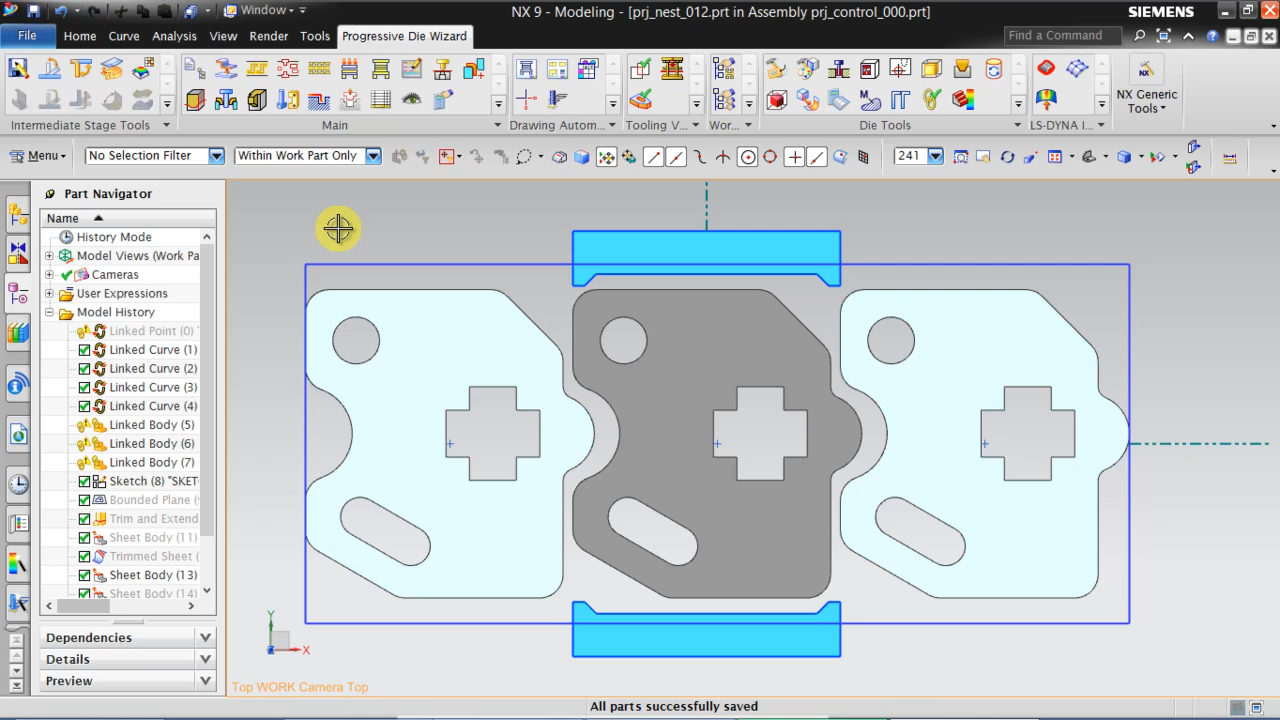 Window
NX 9 - Modeling - [prj_nest_012.prt in Assembly prj_control_000.prt]
SIEMENS
File
Home
Curve
Analysis
View
Render
Tools
Progressive Die Wizard
Find a Command
NX Generic
Tools
Intermediate Stage Tools
Main
Drawing Autom...
Tooling V...
Wor...
Die Tools
LS-DYNA I...
Menu
No Selection Filter
Within Work Part Only
241
Part Navigator
Name
History Mode
Model Views (Work Pa
Cameras
User Expressions
Model History
Linked Point (0) "
Linked Curve (1)
Linked Curve (2)
Linked Curve (3)
Linked Curve (4)
Linked Body (5)
Linked Body (6)
Linked Body (7)
Sketch (8) "SKET
Bounded Plane (9
Trim and Extend
Sheet Body (11)
Trimmed Sheet (
Sheet Body (13)
Sheet Body (14)
Dependencies
Details
Preview
Y
X
Top WORK Camera Top
All parts successfully saved